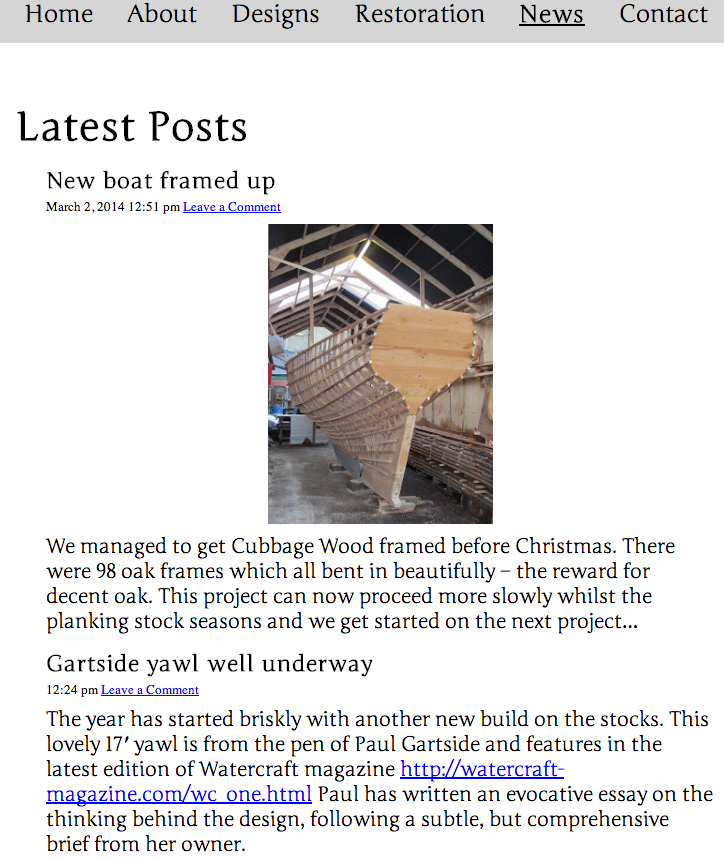 Home About Designs Restoration News Contact
Latest Posts
New boat framed up
March 2, 2014 12:51 pm Leave a Comment
We managed to get Cubbage Wood framed before Christmas. There
were 98 oak frames which all bent in beautifully – the reward for
decent oak. This project can now proceed more slowly whilst the
planking stock seasons and we get started on the next project...
Gartside yawl well underway
12:24 pm Leave a Comment
The year has started briskly with another new build on the stocks. This
lovely 17′ yawl is from the pen of Paul Gartside and features in the
latest edition of Watercraft magazine http://watercraft-
magazine.com/wc_one.html Paul has written an evocative essay on the
thinking behind the design, following a subtle, but comprehensive
brief from her owner.